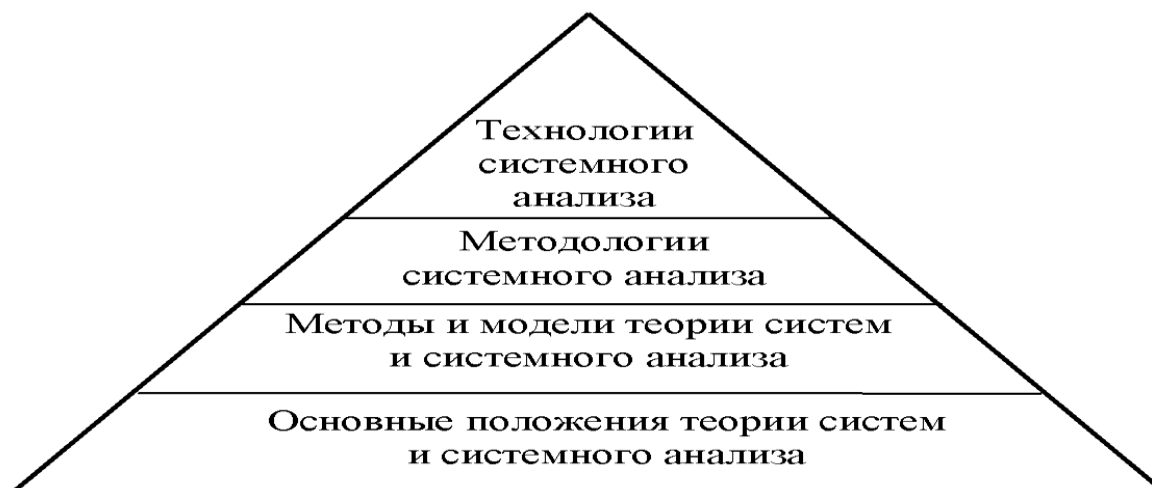 Технологии
системного
анализа
Методологии
системного анализа
Методы и модели теории систем
и системного анализа
Основные положения теории систем
и системного анализа